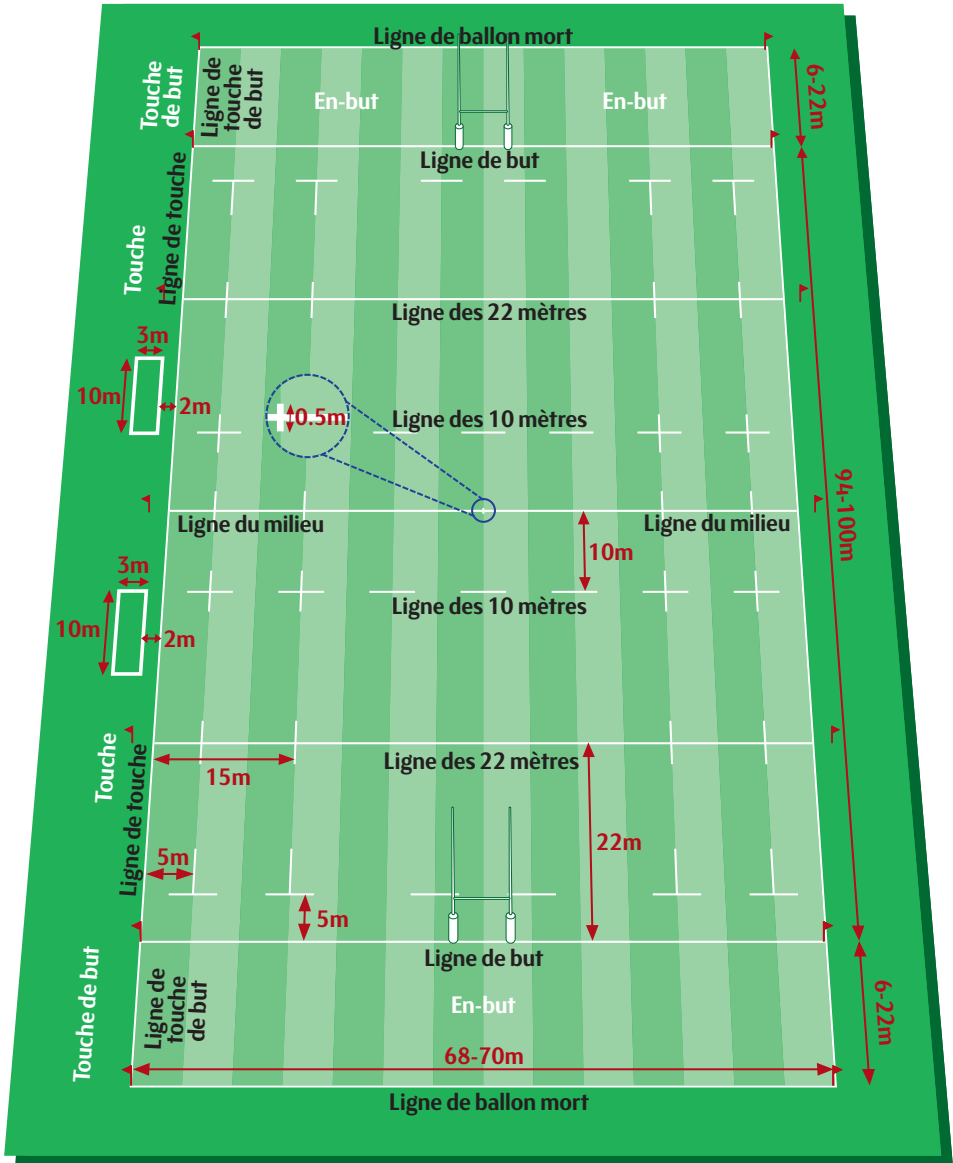 Ligne de ballon mort
Touche
de but
Ligne de
touche
de but
En-but
En-but
6-22m
Ligne de but
Ligne de touche
Touche
Ligne des 22 mètres
3m
10m
2m
0.5m
Ligne des 10 mètres
94-100m
Ligne du milieu
Ligne du milieu
10m
3m
10m
2m
Ligne des 10 mètres
Touche
Ligne de touche
15m
Ligne des 22 mètres
22m
5m
5m
Ligne de but
Touche de but
Ligne de
touche
de but
En-but
6-22m
68-70m
Ligne de ballon mort